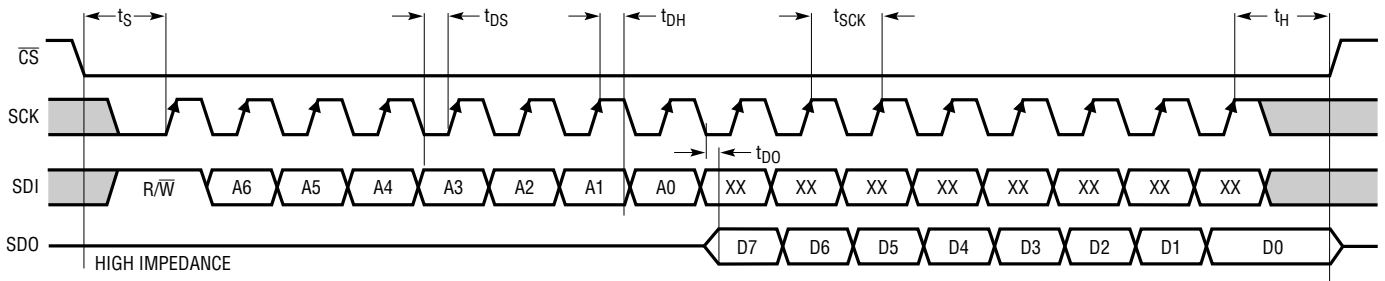 tS tDS tDH tSCK tH
CS
SCK
tDO
SDI R/W A6 A5 A4 A3 A2 A1 A0 XX XX XX XX XX XX XX XX
SDO D7 D6 D5 D4 D3 D2 D1 D0
HIGH IMPEDANCE